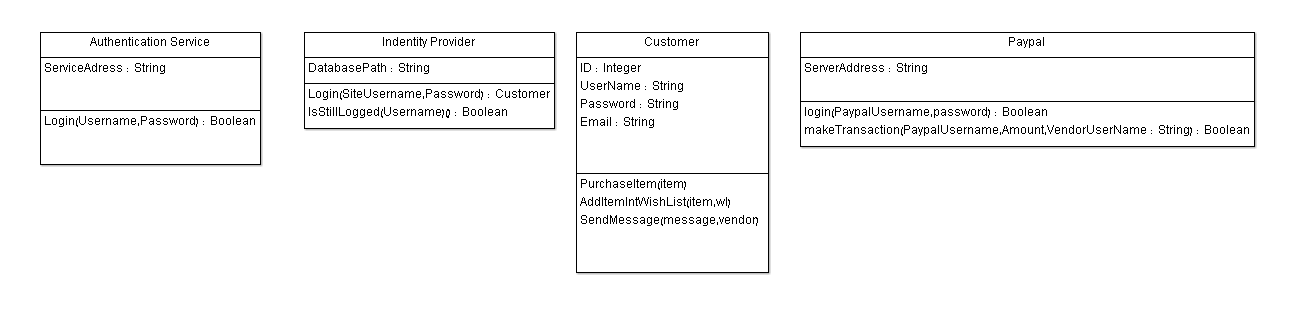 Authentication Service
ServiceAdress : String
Login(Username,Password) : Boolean
Indentity Provider
DatabasePath : String
Login(SiteUsername,Password) : Customer
IsStillLogged(Username)() : Boolean
Customer
ID : Integer
UserName : String
Password : String
Email : String
PurchaseItem(item)
AddItemIntWishList(item,wl)
SendMessage(message,vendor)
Paypal
ServerAddress : String
login(PaypalUsername,password) : Boolean
makeTransaction(PaypalUsername,Amount,VendorUserName : String) : Boolean